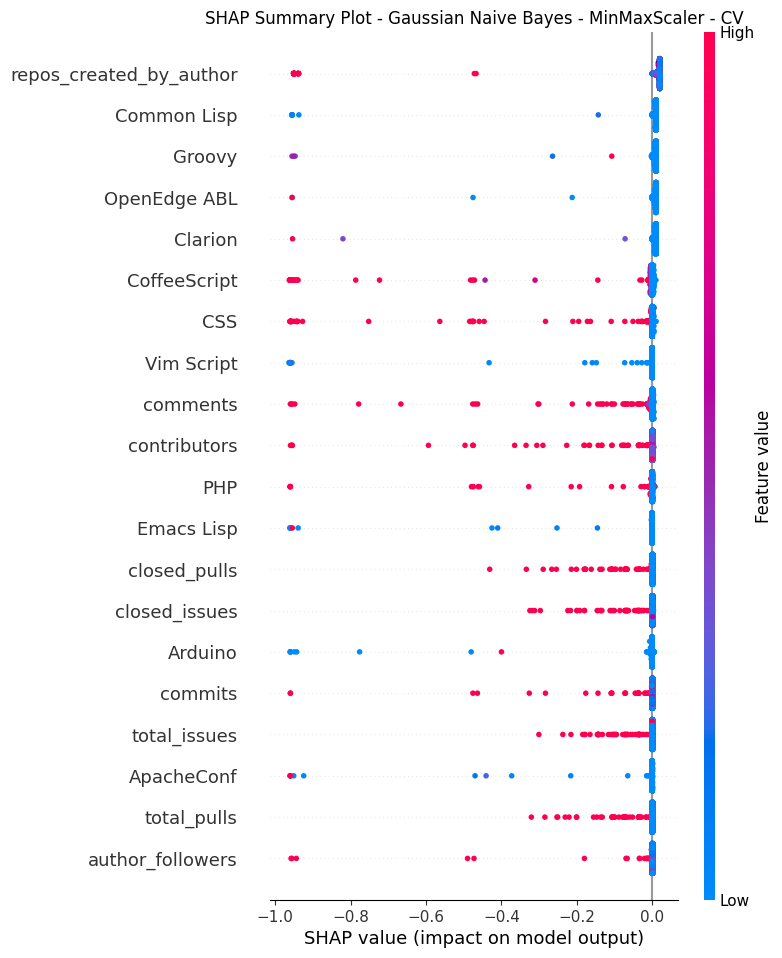 SHAP Summary Plot - Gaussian Naive Bayes - MinMaxScaler - CV
High
repos_created_by_author
Common Lisp
Groovy
OpenEdge ABL
Clarion
CoffeeScript
CSS
Vim Script
comments
contributors
PHP
Emacs Lisp
closed_pulls
closed_issues
Arduino
commits
total_issues
ApacheConf
total_pulls
author_followers
Feature value
Low
−1.0 −0.8 −0.6 −0.4 −0.2 0.0
SHAP value (impact on model output)